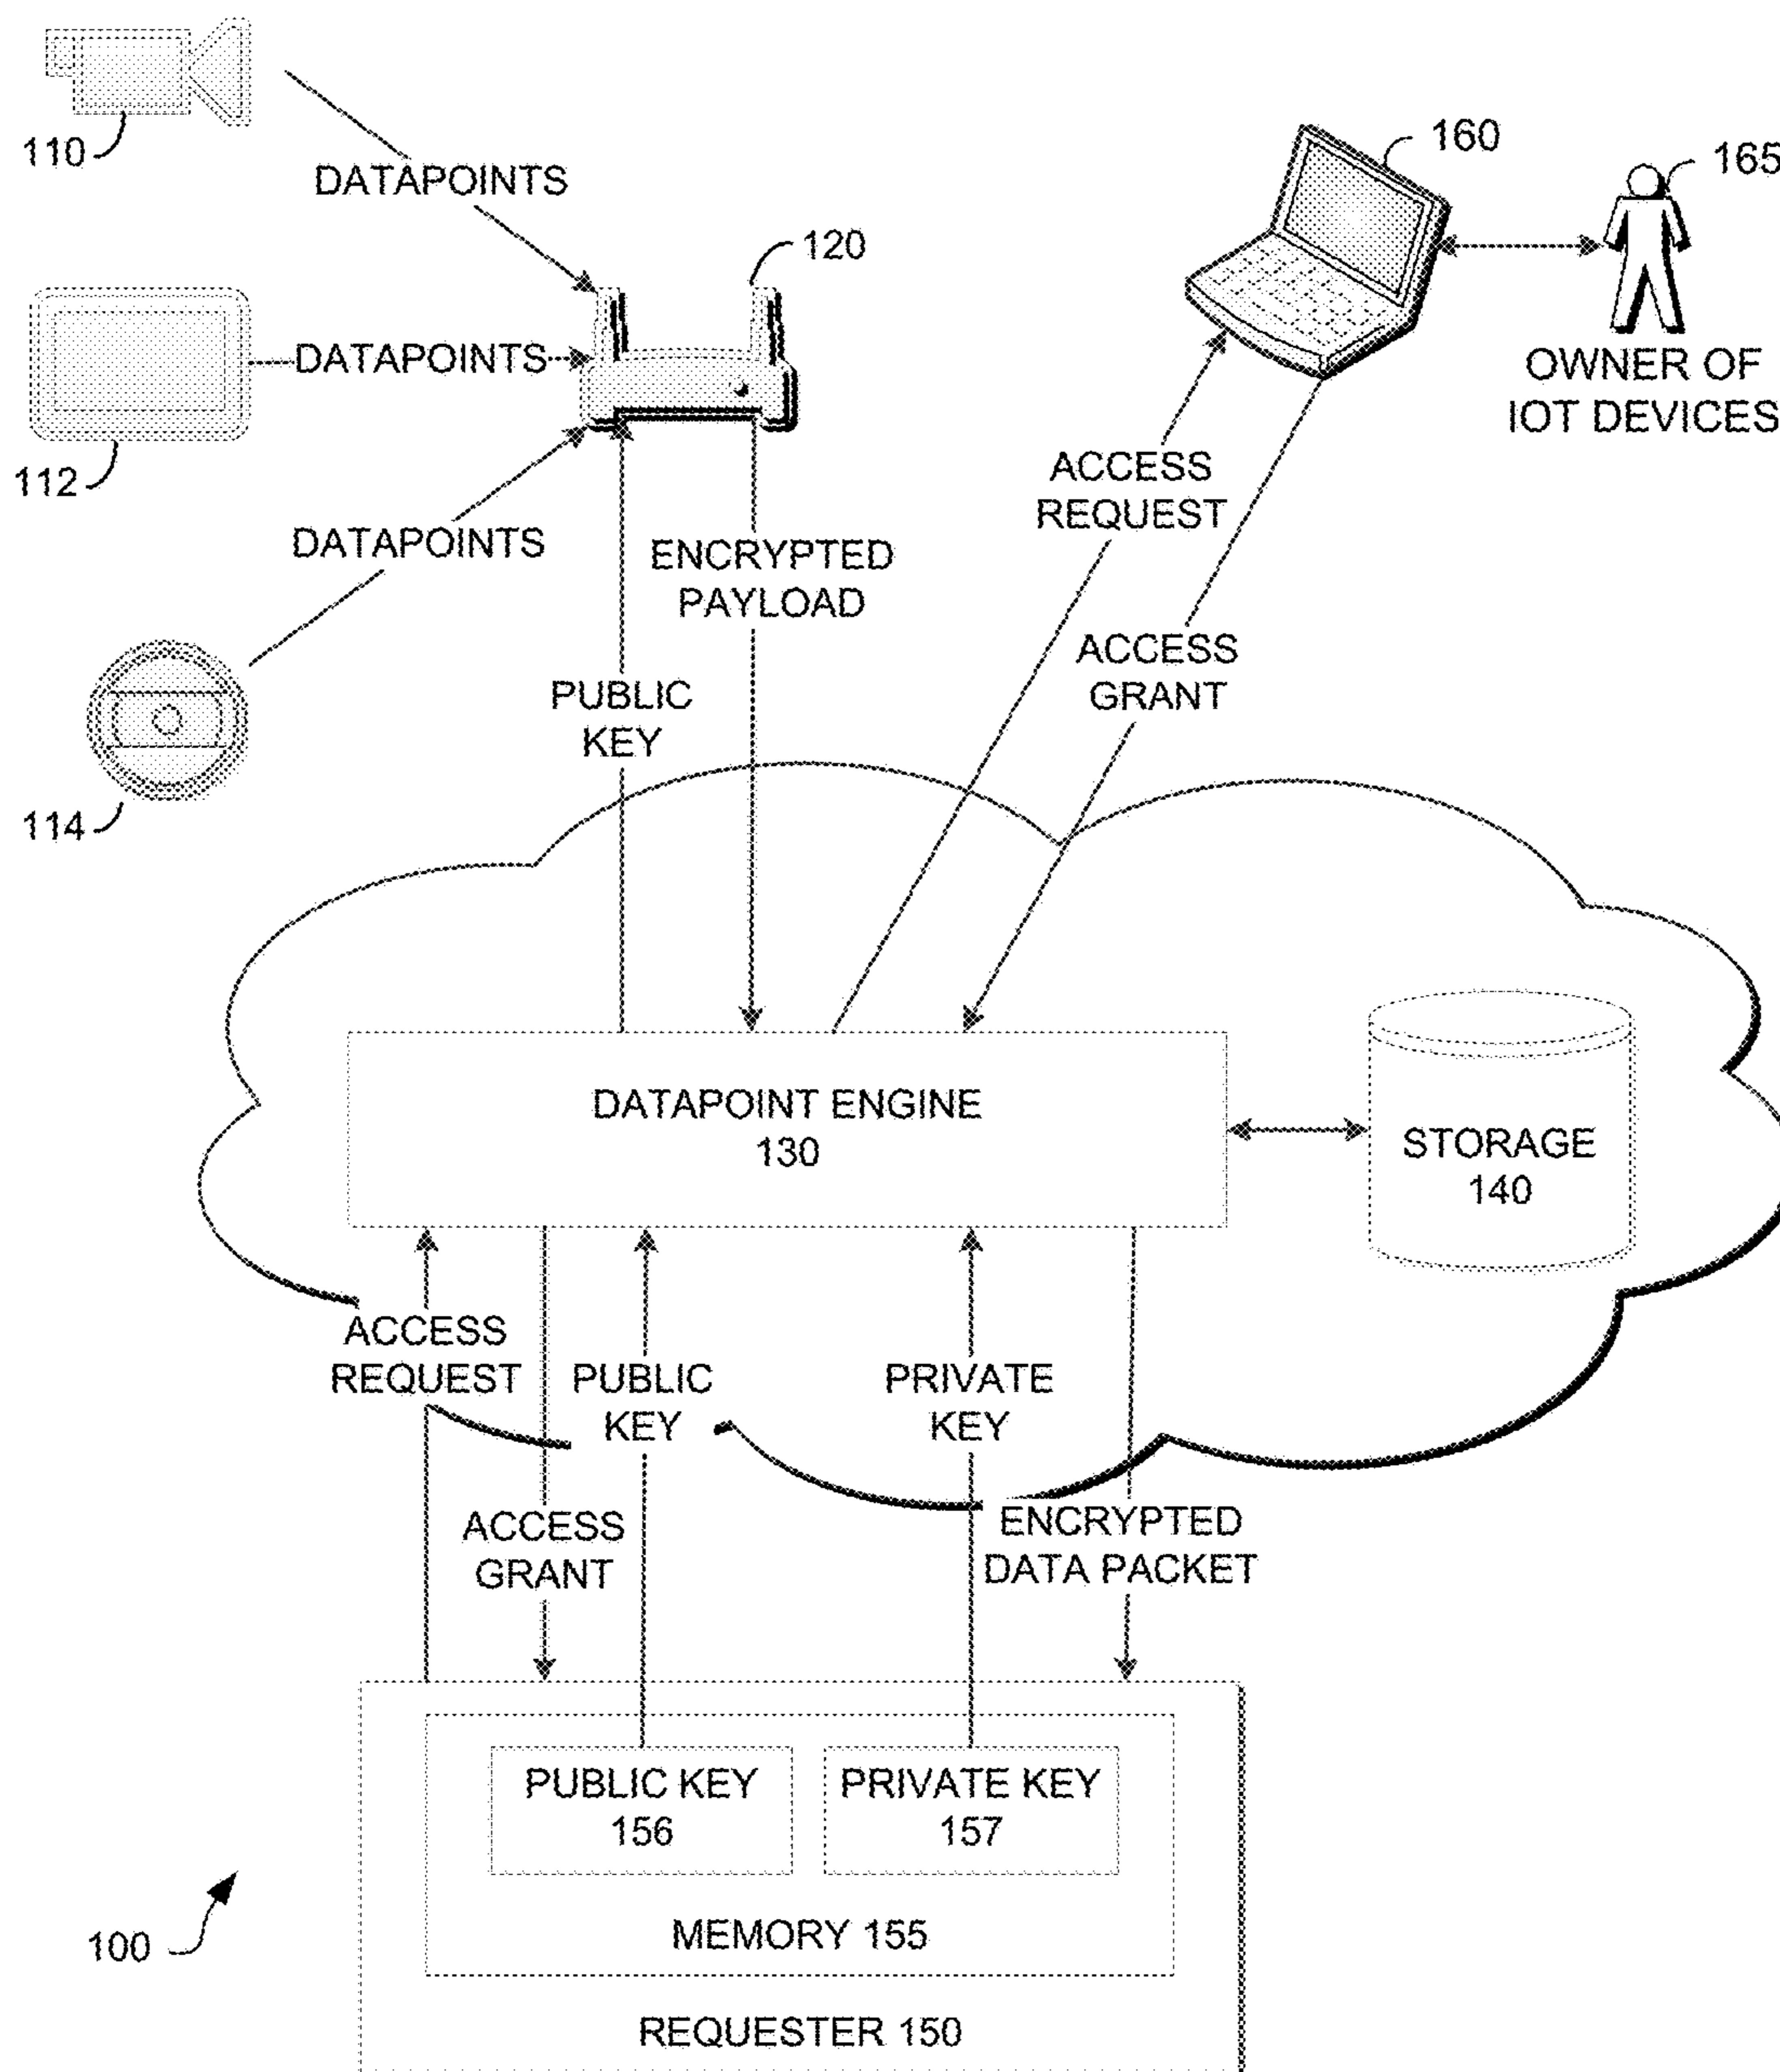 110
DATAPOINTS
160
165
120
DATAPOINTS
OWNER OF
IOT DEVICES
112
ACCESS
REQUEST
DATAPOINTS
ENCRYPTED
PAYLOAD
ACCESS
GRANT
PUBLIC
KEY
114
DATAPOINT ENGINE
130
STORAGE
140
ACCESS
REQUEST
PUBLIC
KEY
PRIVATE
KEY
ACCESS
GRANT
ENCRYPTED
DATA PACKET
PUBLIC KEY
156
PRIVATE KEY
157
MEMORY 155
100
REQUESTER 150